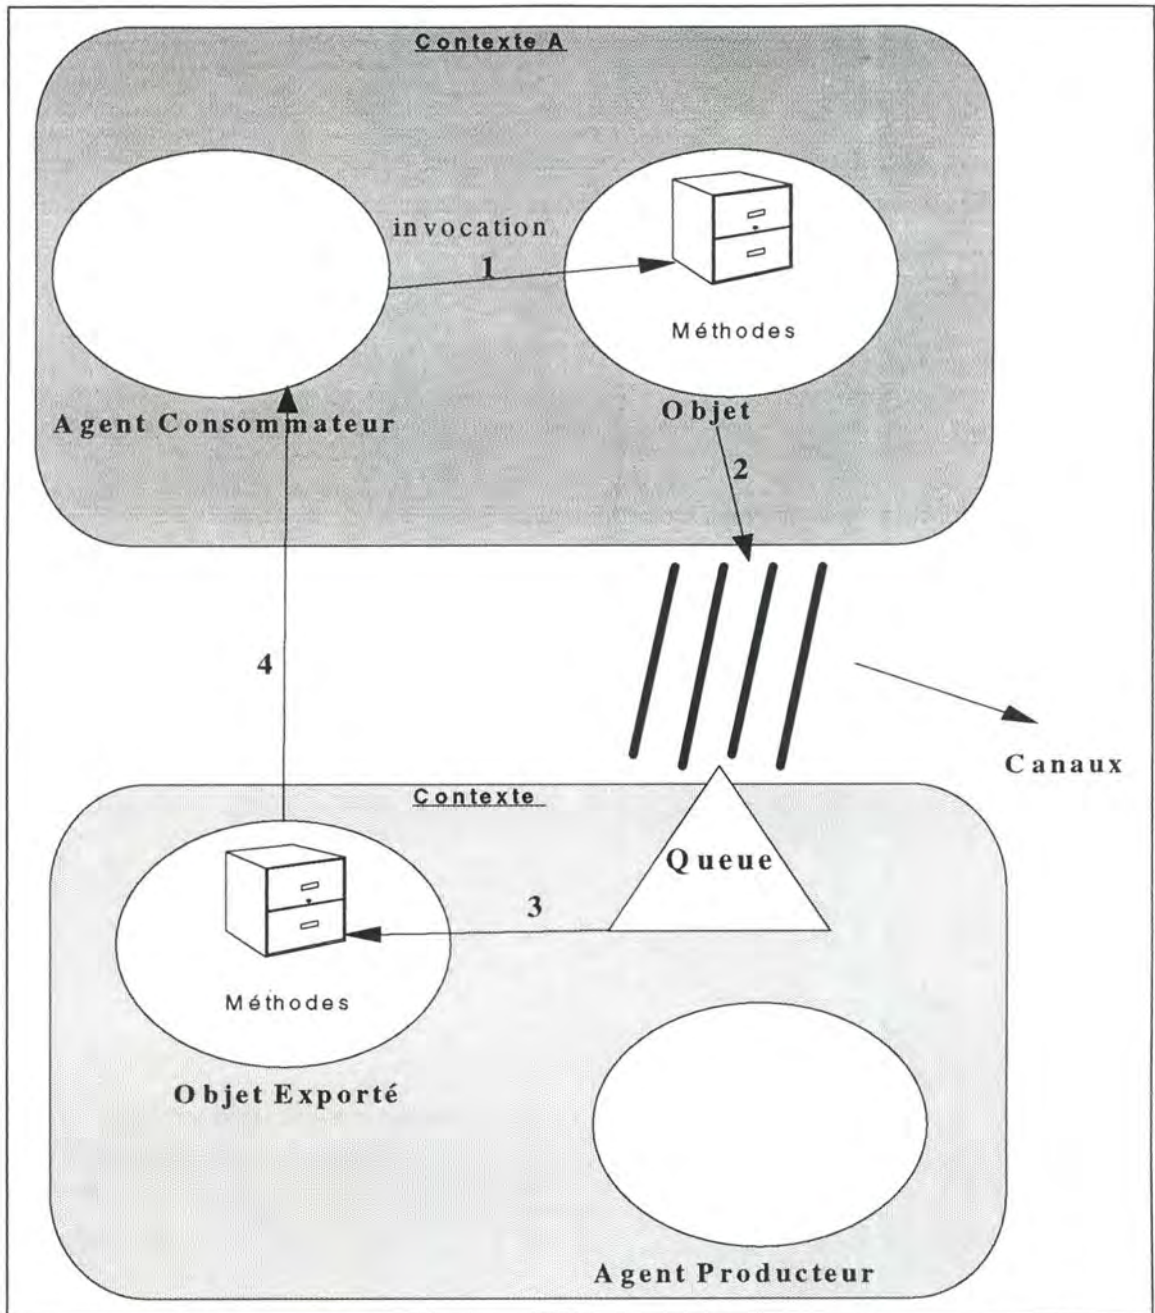 Contexte A
invocation
1
Méthodes
Agent Consommateur
Objet
2
4
Canaux
Contexte
Queue
3
Méthodes
Objet Exporté
Agent Producteur